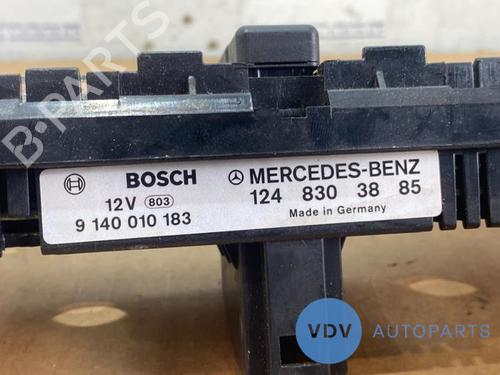 BOSCH
12V 803
9 140 010 183
MERCEDES-BENZ
124 830 38 85
Made in Germany
B-PARTS
VDV AUTOPARTS